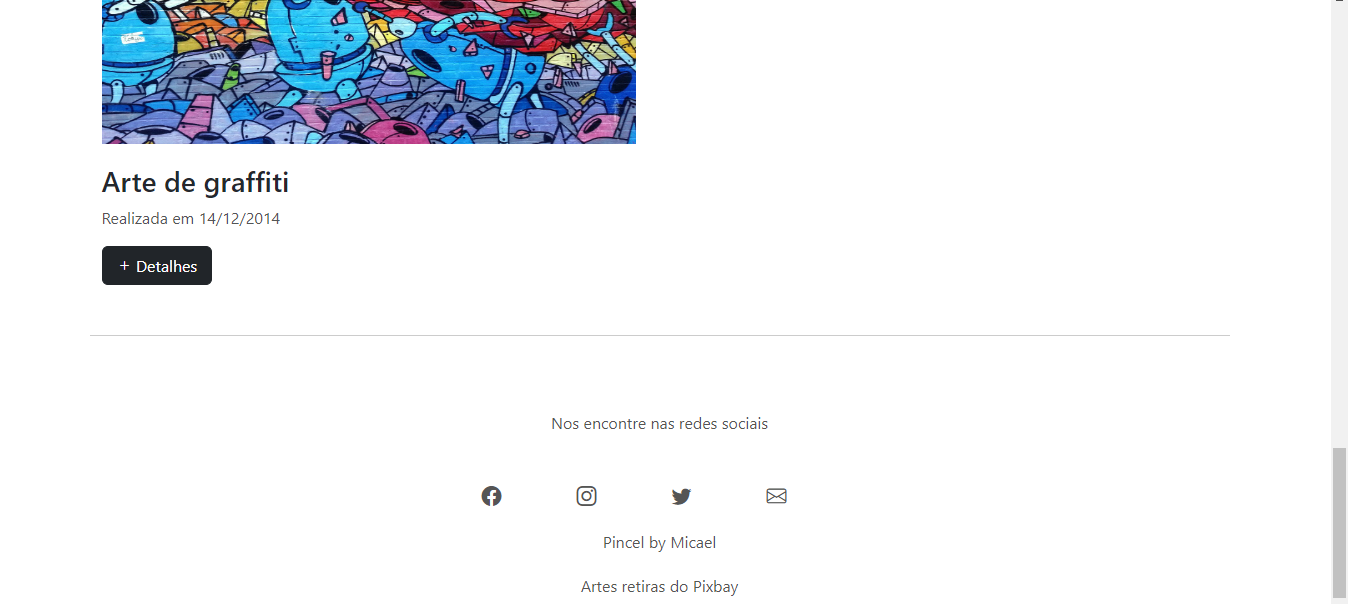 Arte de graffiti
Realizada em 14/12/2014
+ Detalhes
Nos encontre nas redes sociais
Pincel by Micael
Artes retiras do Pixbay